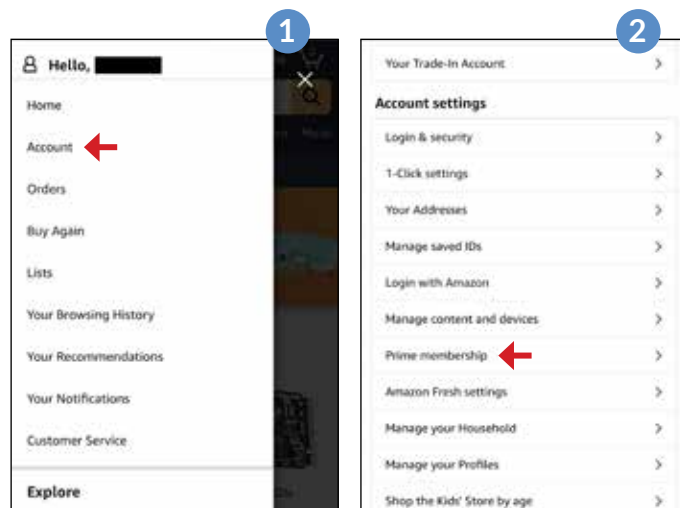 1
Hello,
Home
Account
Orders
Buy Again
Lists
Your Browsing History
Your Recommendations
Your Notifications
Customer Service
Explore
2
Your Trade-In Account
Account settings
Login & security
1-Click settings
Your Addresses
Manage saved IDs
Login with Amazon
Manage content and devices
Prime membership
Amazon Fresh settings
Manage your Household
Manage your Profiles
Shop the Kids' Store by age